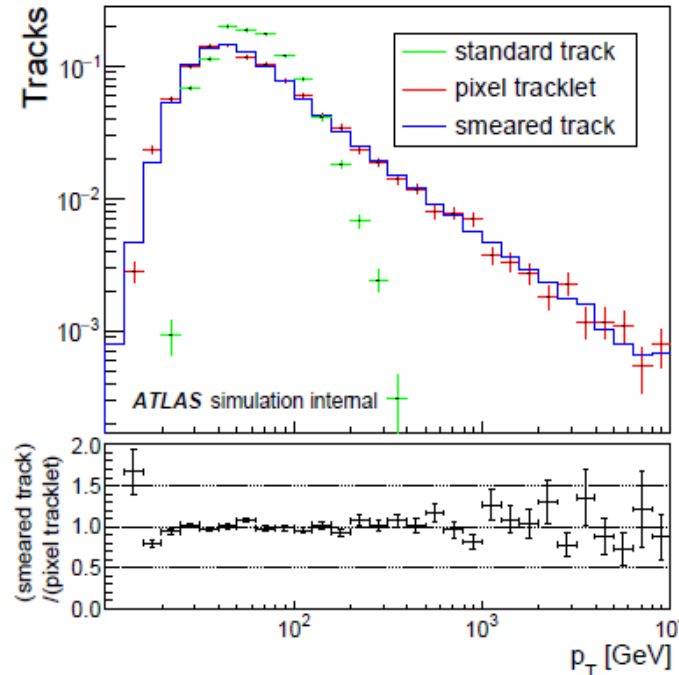 Tracks
10⁻¹
10⁻²
10⁻³
standard track
pixel tracklet
smeared track
ATLAS simulation internal
(smeared track)
/(pixel tracklet)
2.0
1.5
1.0
0.5
0.0
10²
10³
10
p_T [GeV]